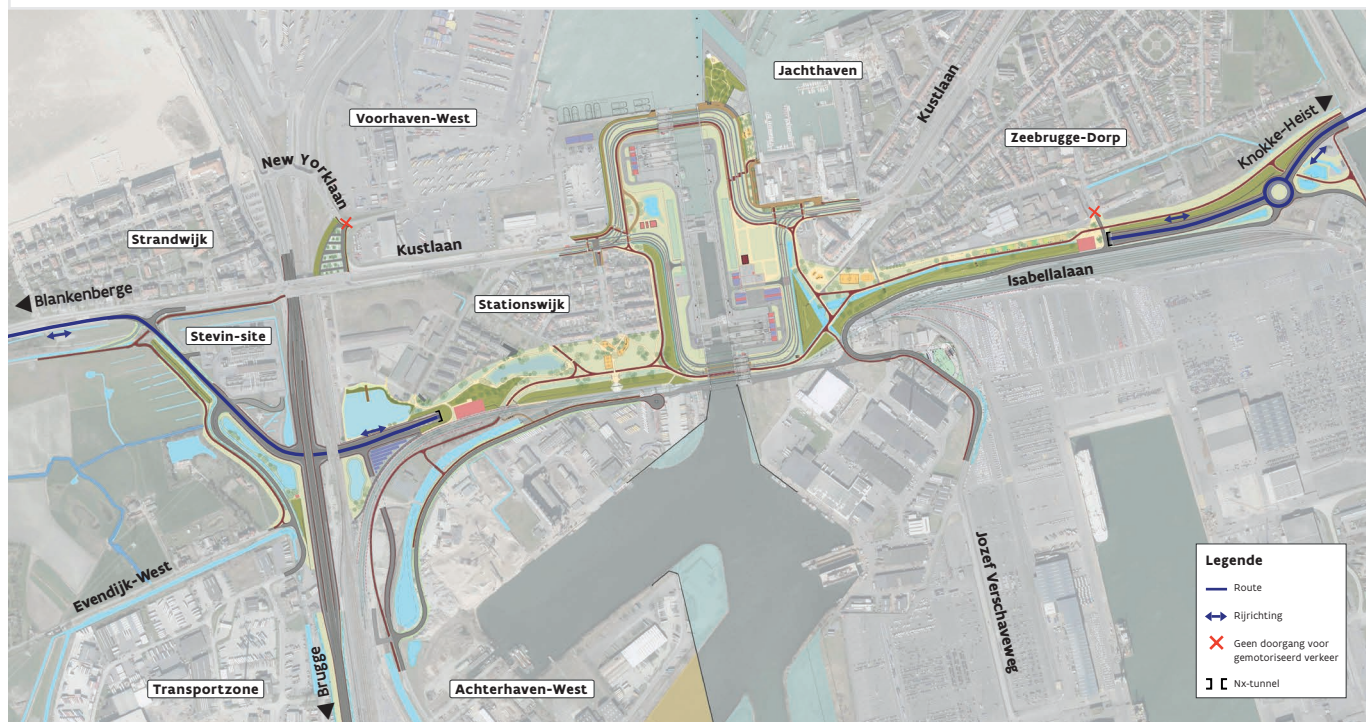 Jachthaven
Voorhaven-West
Kustlaan
Zeebrugge-Dorp
Knokke-Heist
New Yorklaan
Strandwijk
Kustlaan
Isabellalaan
Blankenberge
Stationswijk
Stevin-site
Evendijk-West
Jozef Verschaveweg
Transportzone
Brugge
Achterhaven-West
Legende
Route
Rijrichting
Geen doorgang voor
gemotoriseerd verkeer
Nx-tunnel